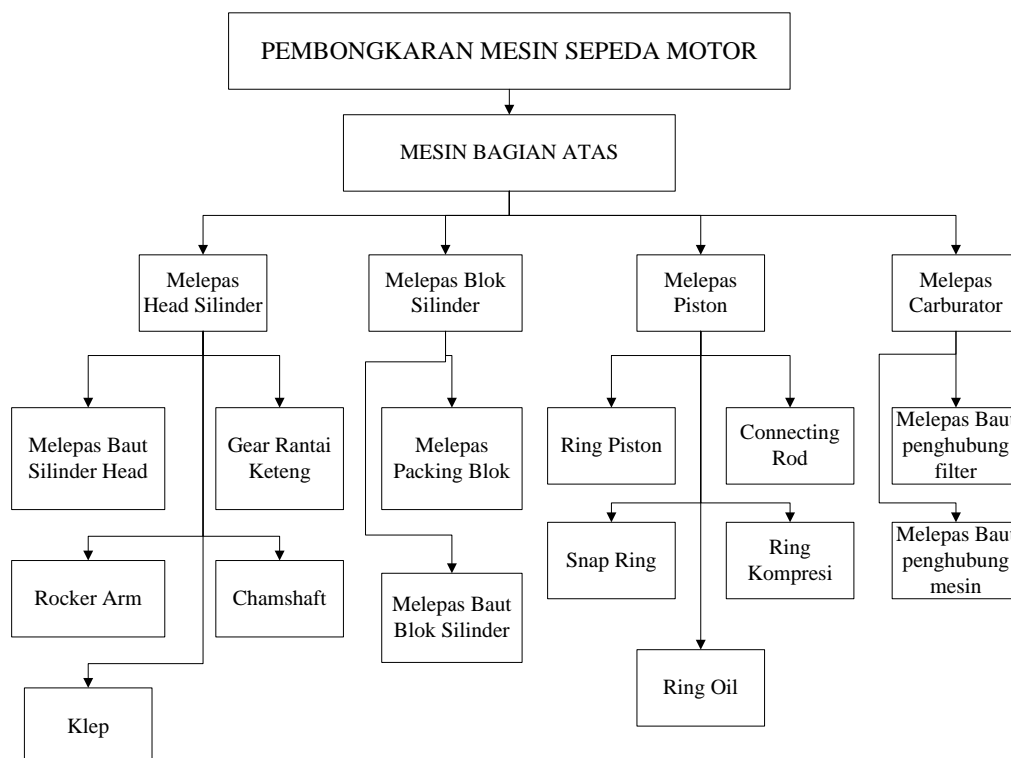 PEMBONGKARAN MESIN SEPEDA MOTOR
MESIN BAGIAN ATAS
Melepas
Head Silinder
Melepas Blok
Silinder
Melepas
Piston
Melepas
Carburator
Melepas Baut
Silinder Head
Gear Rantai
Keteng
Melepas
Packing Blok
Ring Piston
Connecting
Rod
Melepas Baut
penghubung
filter
Rocker Arm
Chamshaft
Melepas Baut
Blok Silinder
Snap Ring
Ring
Kompresi
Melepas Baut
penghubung
mesin
Klep
Ring Oil